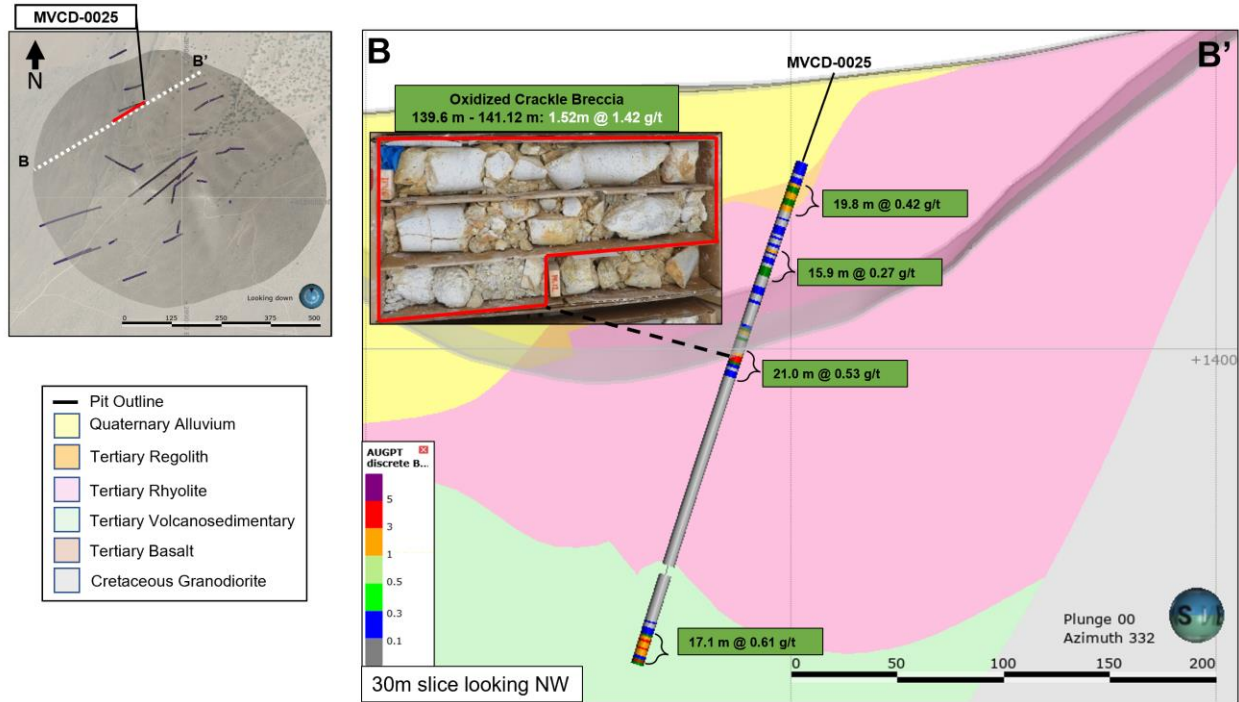 MVCD-0025
N
B'
B
Looking down
0 125 250 375 500
Pit Outline
Quaternary Alluvium
Tertiary Regolith
Tertiary Rhyolite
Tertiary Volcanosedimentary
Tertiary Basalt
Cretaceous Granodiorite
B
B'
MVCD-0025
Oxidized Crackle Breccia
139.6 m - 141.12 m: 1.52m @ 1.42 g/t
19.8 m @ 0.42 g/t
15.9 m @ 0.27 g/t
+1400
21.0 m @ 0.53 g/t
AUGPT
discrete B...
5
3
1
0.5
0.3
0.1
17.1 m @ 0.61 g/t
Plunge 00
Azimuth 332
S
0 50 100 150 200
30m slice looking NW